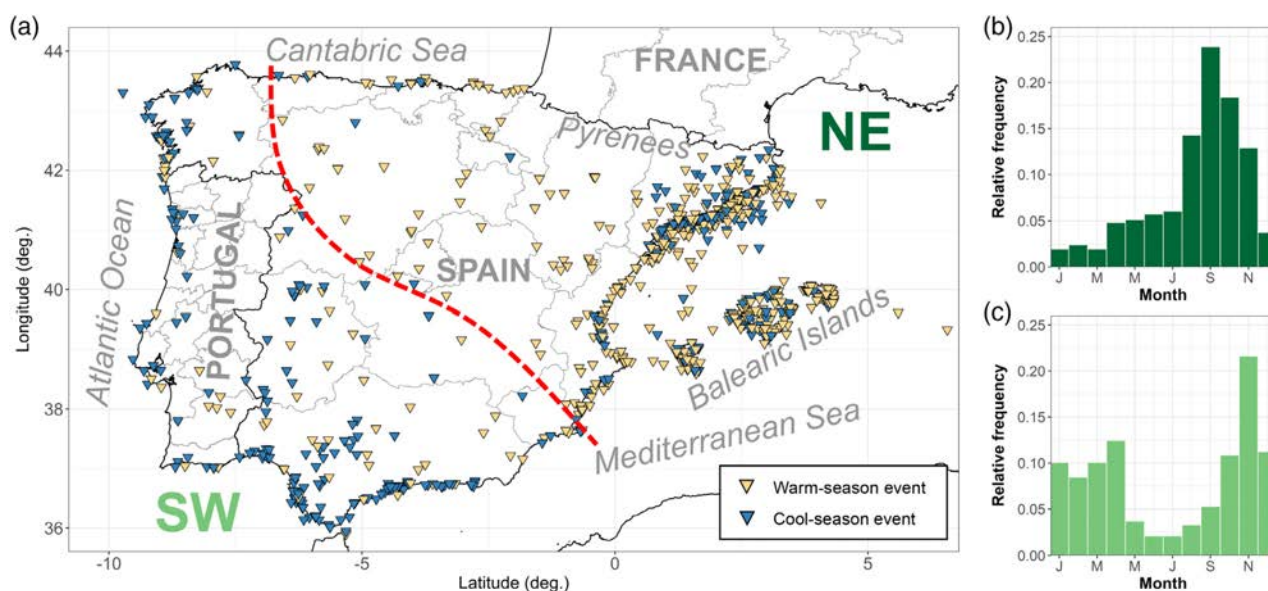 (a)
Cantabric Sea
FRANCE
Pyrenees
NE
Atlantic Ocean
PORTUGAL
SPAIN
Balearic Islands
Mediterranean Sea
SW
Warm-season event
Cool-season event
44
42
40
38
36
Longitude (deg.)
-10
-5
0
5
Latitude (deg.)
(b)
0.25
0.20
0.15
0.10
0.05
0.00
Relative frequency
J
M
M
J
S
N
Month
(c)
0.25
0.20
0.15
0.10
0.05
0.00
Relative frequency
J
M
M
J
S
N
Month